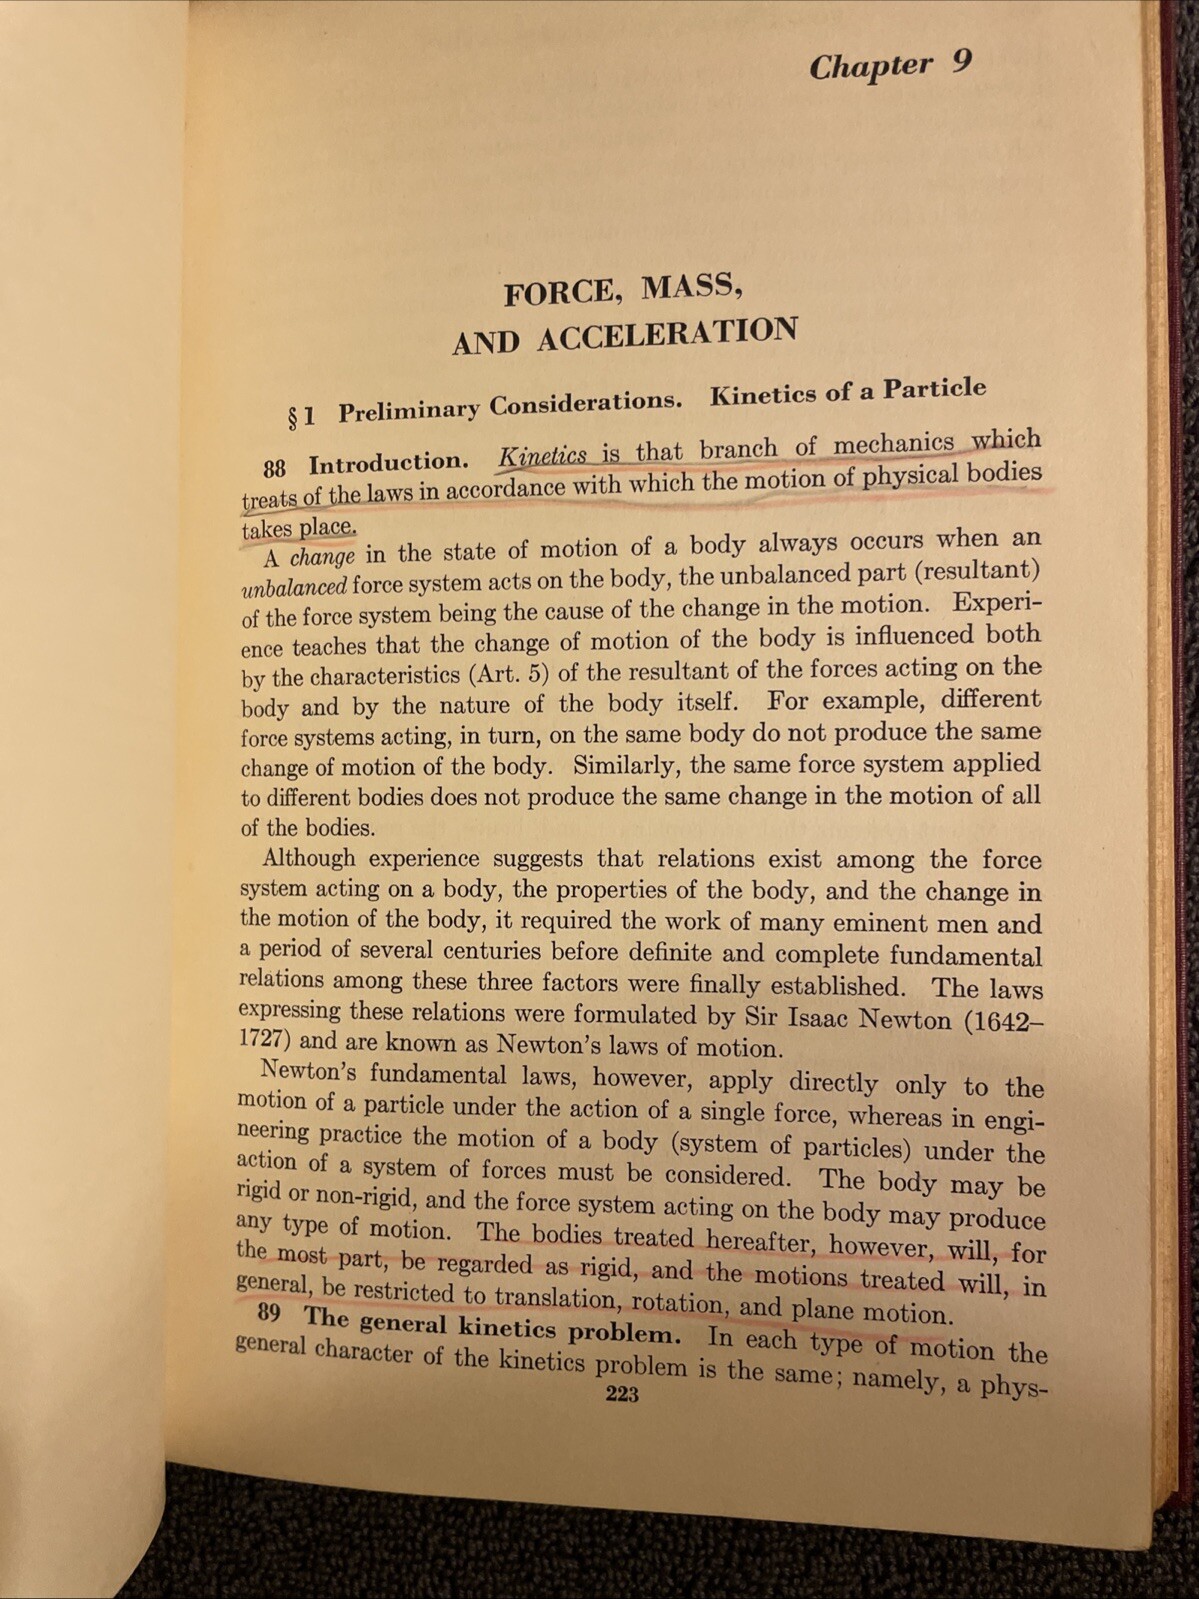 Chapter 9
FORCE, MASS,
AND ACCELERATION
§ 1 Preliminary Considerations. Kinetics of a Particle
88 Introduction. Kinetics is that branch of mechanics which
treats of the laws in accordance with which the motion of physical bodies
takes place.
A change in the state of motion of a body always occurs when an
unbalanced force system acts on the body, the unbalanced part (resultant)
of the force system being the cause of the change in the motion. Experi-
ence teaches that the change of motion of the body is influenced both
by the characteristics (Art. 5) of the resultant of the forces acting on the
body and by the nature of the body itself. For example, different
force systems acting, in turn, on the same body do not produce the same
change of motion of the body. Similarly, the same force system applied
to different bodies does not produce the same change in the motion of all
of the bodies.
Although experience suggests that relations exist among the force
system acting on a body, the properties of the body, and the change in
the motion of the body, it required the work of many eminent men and
a period of several centuries before definite and complete fundamental
relations among these three factors were finally established. The laws
expressing these relations were formulated by Sir Isaac Newton (1642–
1727) and are known as Newton's laws of motion.
Newton's fundamental laws, however, apply directly only to the
motion of a particle under the action of a single force, whereas in engi-
neering practice the motion of a body (system of particles) under the
action of a system of forces must be considered. The body may be
rigid or non-rigid, and the force system acting on the body may produce
any type of motion. The bodies treated hereafter, however, will, for
the most part, be regarded as rigid, and the motions treated will, in
general, be restricted to translation, rotation, and plane motion.
89 The general kinetics problem. In each type of motion the
general character of the kinetics problem is the same; namely, a phys-
223